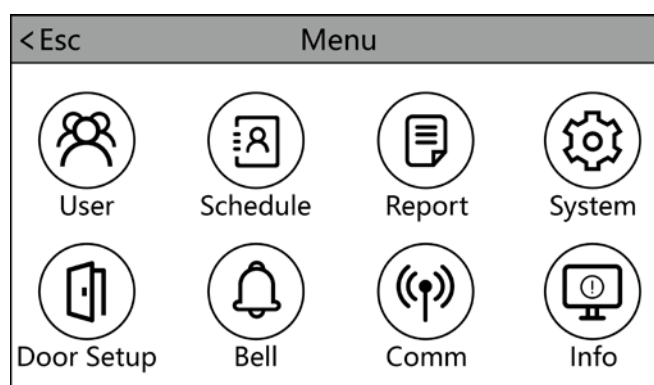 <Esc Menu
User Schedule Report System
Door Setup Bell Comm Info